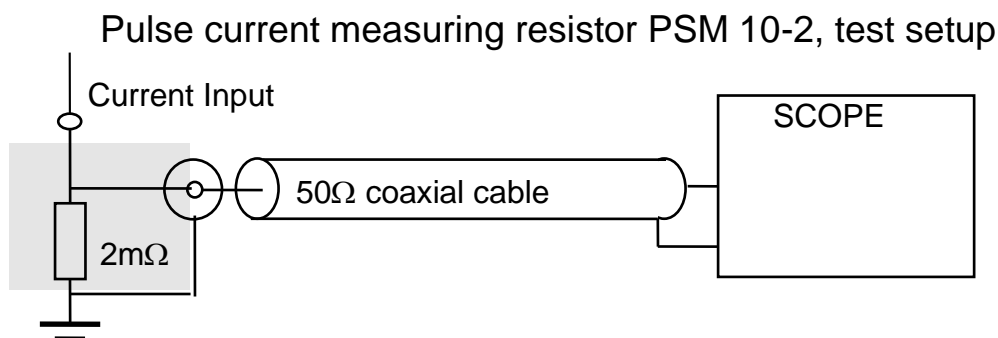 Pulse current measuring resistor PSM 10-2, test setup
Current Input
SCOPE
50Ω coaxial cable
2mΩ